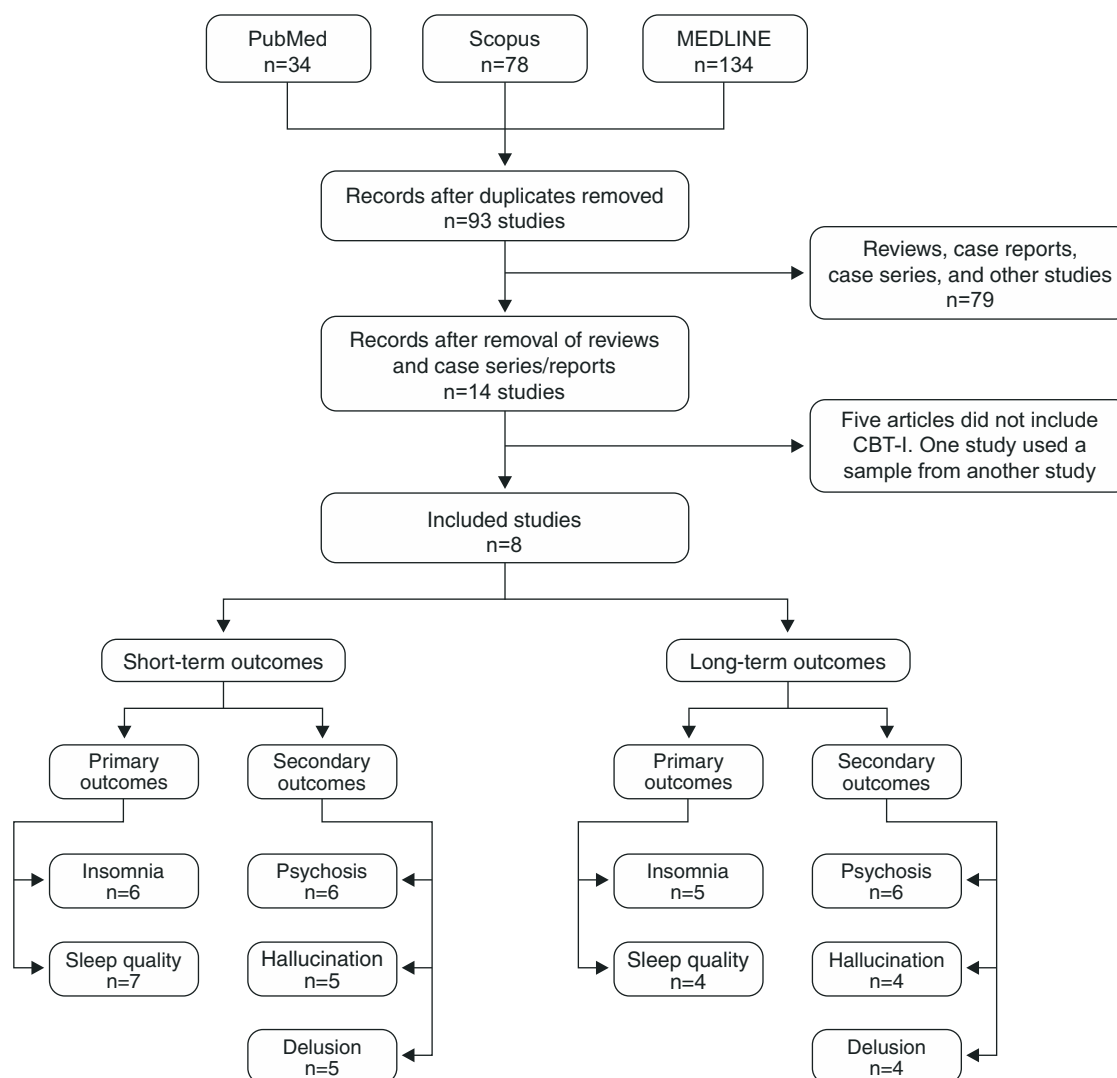 PubMed
n=34
Scopus
n=78
MEDLINE
n=134
Records after duplicates removed
n=93 studies
Reviews, case reports,
case series, and other studies
n=79
Records after removal of reviews
and case series/reports
n=14 studies
Five articles did not include
CBT-I. One study used a
sample from another study
Included studies
n=8
Short-term outcomes
Long-term outcomes
Primary
outcomes
Secondary
outcomes
Primary
outcomes
Secondary
outcomes
Insomnia
n=6
Psychosis
n=6
Insomnia
n=5
Psychosis
n=6
Sleep quality
n=7
Hallucination
n=5
Sleep quality
n=4
Hallucination
n=4
Delusion
n=5
Delusion
n=4